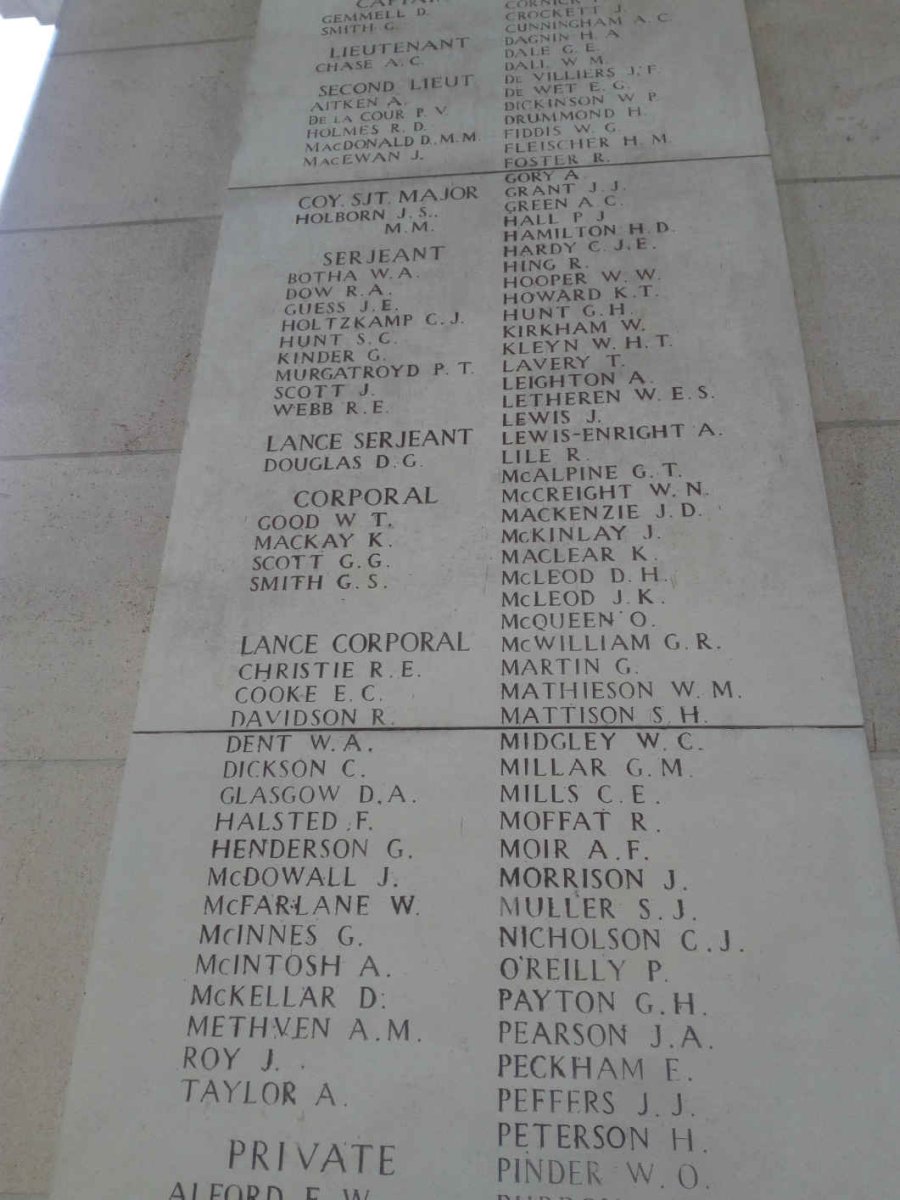 CAPTAIN
GEMMELL D.
SMITH G.
LIEUTENANT
CHASE A.C.
SECOND LIEUT.
AITKEN A.
DE LA COUR P. V.
HOLMES R. D.
MACDONALD D.M.M.
MACEWAN J.
COY. SJT. MAJOR
HOLBORN J.S..
M.M.
SERJEANT
BOTHA W.A.
DOW R.A.
GUESS J.E.
HOLTZKAMP C.J.
HUNT S.C.
KINDER G.
MURGATROYD P.T.
SCOTT J.
WEBB R.E.
LANCE SERJEANT
DOUGLAS D.G.
CORPORAL
GOOD W T.
MACKAY K.
SCOTT G.G.
SMITH G.S.
LANCE CORPORAL
CHRISTIE R.E.
COOKE E.C.
DAVIDSON R.
DENT W.A.
DICKSON C.
GLASGOW D.A.
HALSTED F.
HENDERSON G.
MCDOWALL J.
MCFARLANE W.
MCINNES G.
MCINTOSH A.
MCKELLAR D.
METHVEN A.M.
ROY J.
TAYLOR A.
PRIVATE
ALFORD F. W.
CROCKETT J.
CUNNINGHAM A.C.
DAGNIN H. A
DALE G.E.
DALL W M.
DE VILLIERS J.F.
DE WET E.G.
DICKINSON W P.
DRUMMOND H.
FIDDIS W. G.
FLEISCHER H.M.
FOSTER R.
GORY A.
GRANT J.J.
GREEN A.C.
HALL P J
HAMILTON H.D.
HARDY C.J.E.
HING R.
HOOPER W.W.
HOWARD K.T.
HUNT G.H.
KIRKHAM W.
KLEYN W.H.T.
LAVERY T.
LEIGHTON A.
LETHEREN W.E.S.
LEWIS J.
LEWIS-ENRIGHT A.
LILE R.
MCALPINE G.T.
MCCREIGHT W.N.
MACKENZIE J.D.
MCKINLAY J.
MACLEAR K.
MCLEOD D.H.
MCLEOD J.K.
MCQUEEN O.
MCWILLIAM G.R.
MARTIN G.
MATHIESON W.M.
MATTISON S.H.
MIDGLEY W.C.
MILLAR G.M.
MILLS C.E.
MOFFAT R.
MOIR A.F.
MORRISON J.
MULLER S.J.
NICHOLSON C.J.
O'REILLY P.
PAYTON G.H.
PEARSON J.A.
PECKHAM E.
PEFFERS J.J.
PETERSON H.
PINDER W.O.